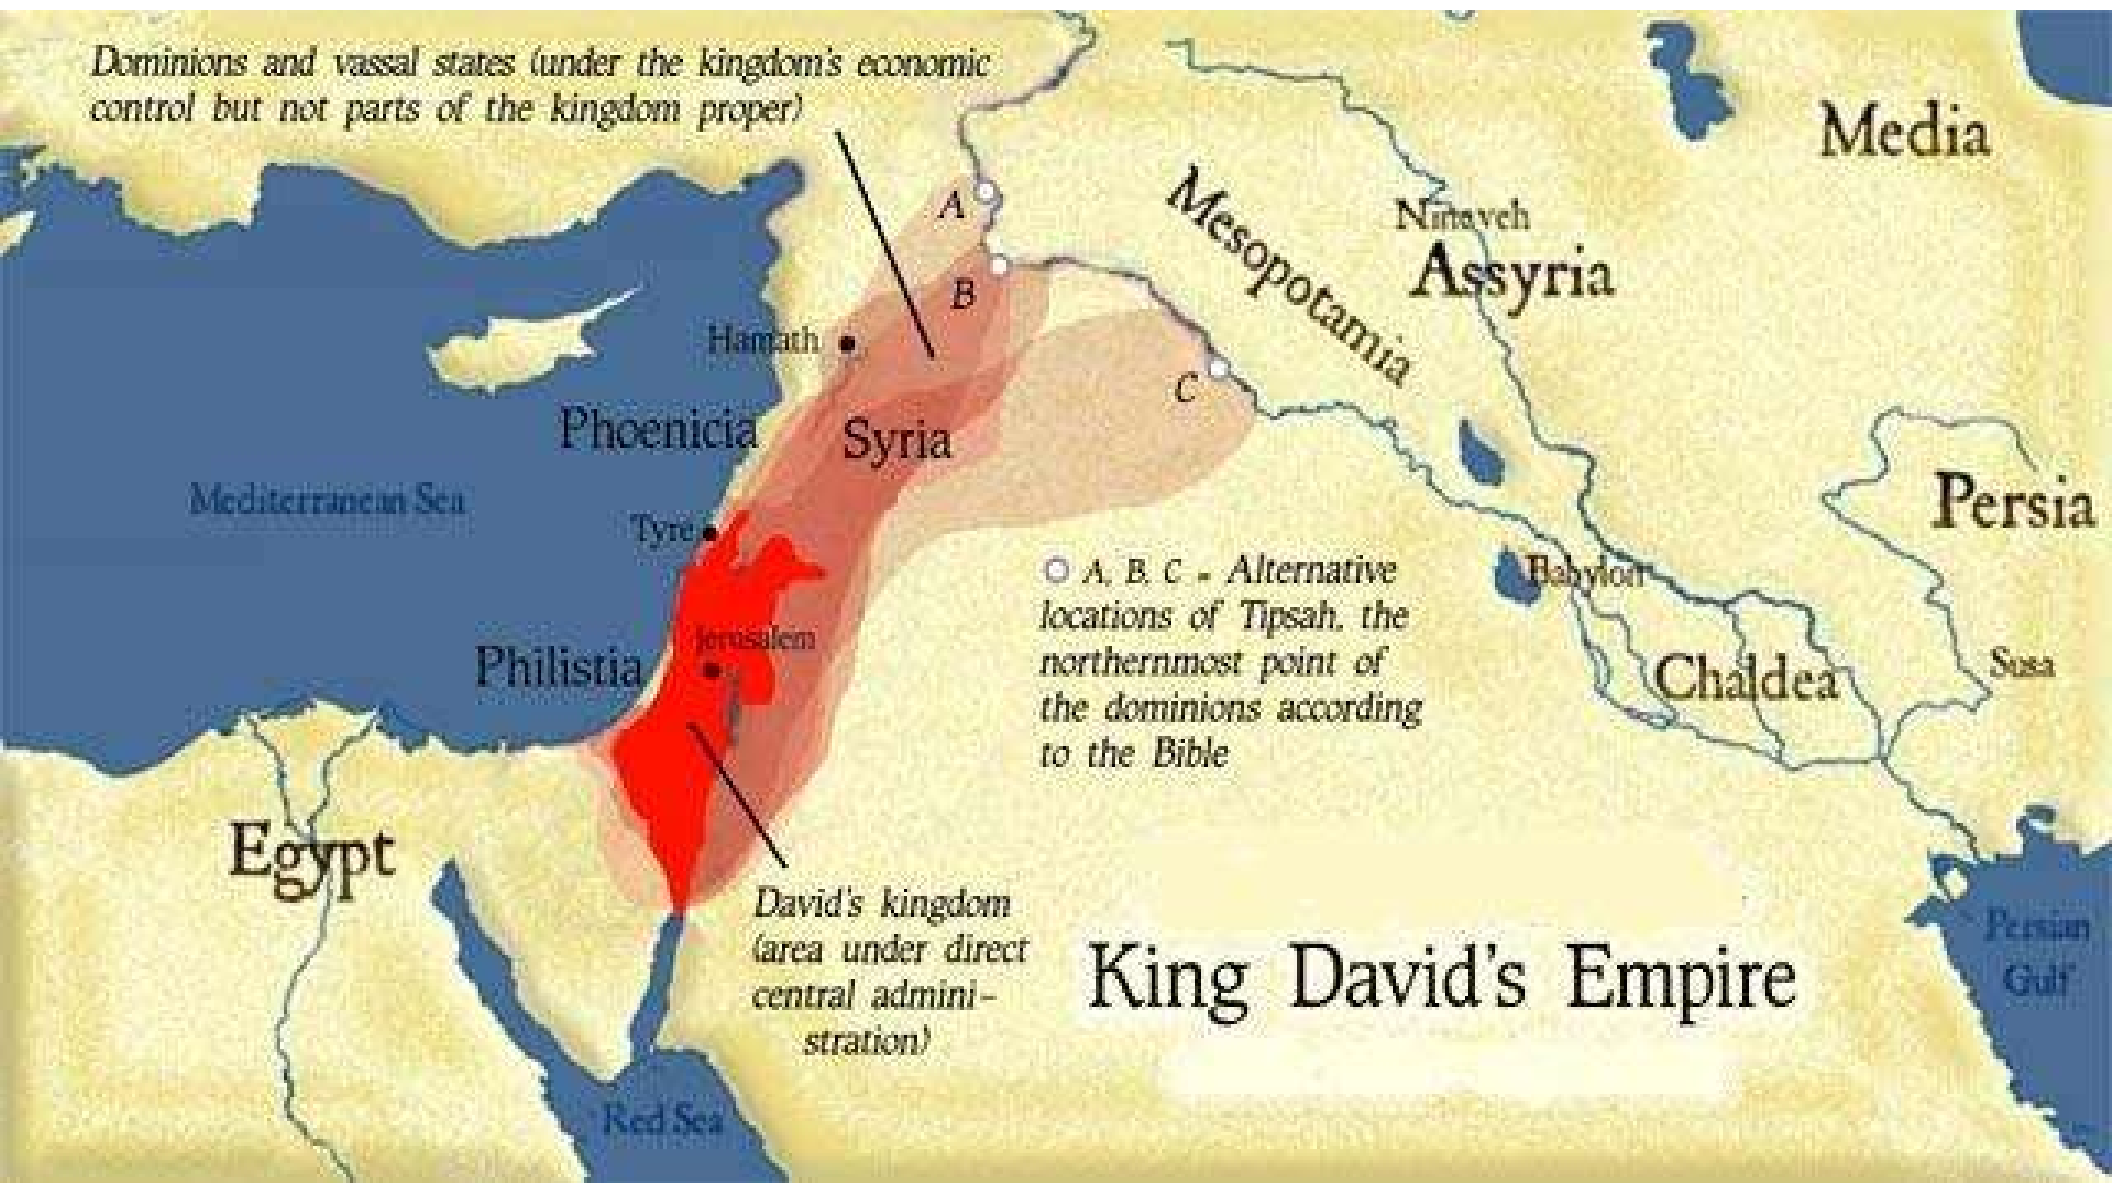 Dominions and vassal states (under the kingdom's economic
control but not parts of the kingdom proper)
Media
A
Mesopotamia
Nineveh
Assyria
B
Hamath
C
Phoenicia
Syria
Mediterranean Sea
Persia
Tyre
A, B, C - Alternative
locations of Tipsah, the
northernmost point of
the dominions according
to the Bible
Babylon
Jerusalem
Philistia
Chaldea
Susa
Egypt
David's kingdom
(area under direct
central admini-
stration)
King David's Empire
Persian
Gulf
Red Sea